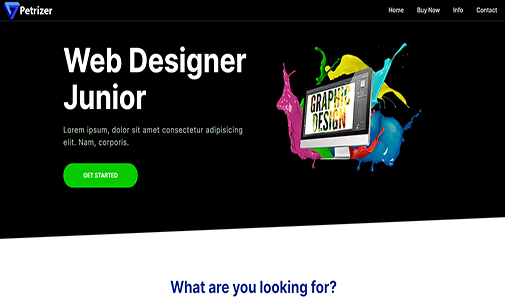 Petrizer
Home Buy Now Info Contact
Web Designer
Junior
Lorem ipsum, dolor sit amet consectetur adipisicing
elit. Nam, corporis.
GET STARTED
GRAPHIC
DESIGN
What are you looking for?